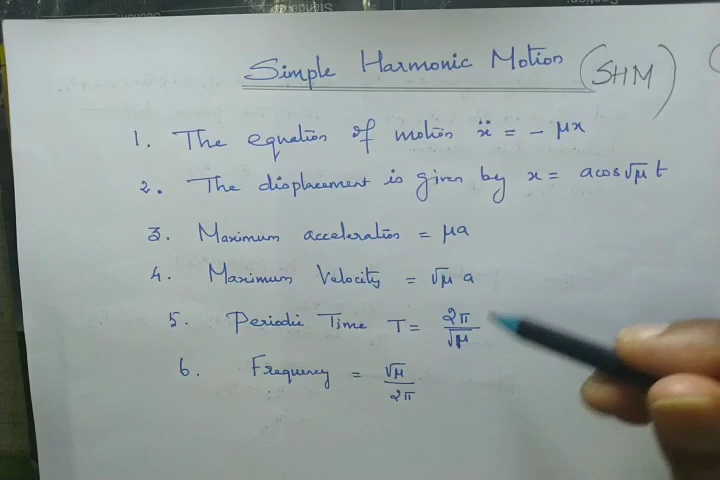 Simple Harmonic Motion (SHM)
1. The equation of motion ẍ = - μx
2. The displacement is given by x = a cos √μ t
3. Maximum acceleration = μa
4. Maximum Velocity = √μ a
5. Periodic Time T = 2π/√μ
6. Frequency = √μ/2π